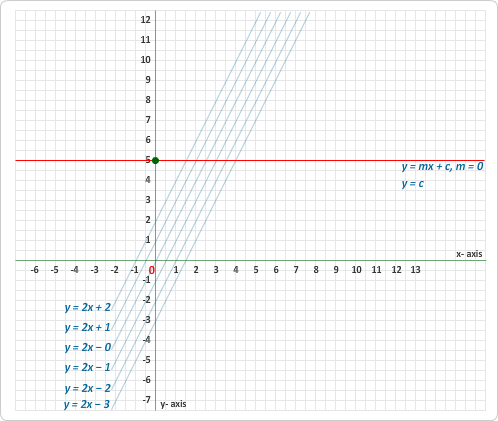 12
11
10
9
8
7
6
5
y = mx + c, m = 0
4
y = c
3
2
1
x- axis
-6 -5 -4 -3 -2 -1 0 1 2 3 4 5 6 7 8 9 10 11 12 13
-1
-2
y = 2x + 2
-3
y = 2x + 1
-4
y = 2x − 0
-5
y = 2x − 1
-6
y = 2x − 2
-7
y = 2x − 3
y- axis